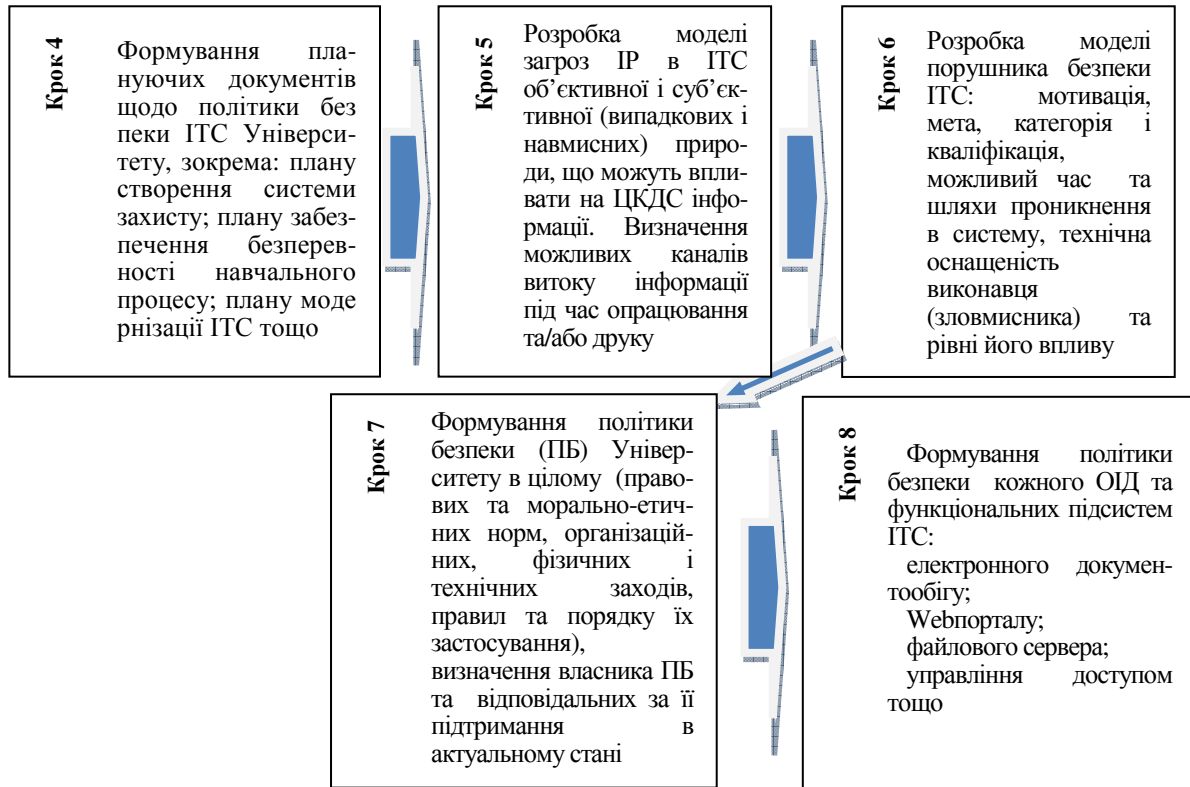 Крок 4
Формування пла-
нуючих документів
щодо політики без
пеки ІТС Універси-
тету, зокрема: плану
створення системи
захисту; плану забез-
печення безперев-
ності навчального
процесу; плану моде
рнізації ІТС тощо
Крок 5
Розробка моделі
загроз ІР в ІТС
об’єктивної і суб’єк-
тивної (випадкових і
навмисних) приро-
ди, що можуть впли-
вати на ЦКДС інфо-
рмації. Визначення
можливих каналів
витоку інформації
під час опрацювання
та/або друку
Крок 6
Розробка моделі
порушника безпеки
ІТС: мотивація,
мета, категорія і
кваліфікація,
можливий час та
шляхи проникнення
в систему, технічна
оснащеність
виконавця
(зловмисника) та
рівні його впливу
Крок 7
Формування політики
безпеки (ПБ) Універ-
ситету в цілому (право-
вих та морально-етич-
них норм, організацій-
них, фізичних і
технічних заходів,
правил та порядку їх
застосування),
визначення власника ПБ
та відповідальних за її
підтримання в
актуальному стані
Крок 8
Формування політики
безпеки кожного ОІД та
функціональних підсистем
ІТС:
електронного докумен-
тообігу;
Webпорталу;
файлового сервера;
управління доступом
тощо